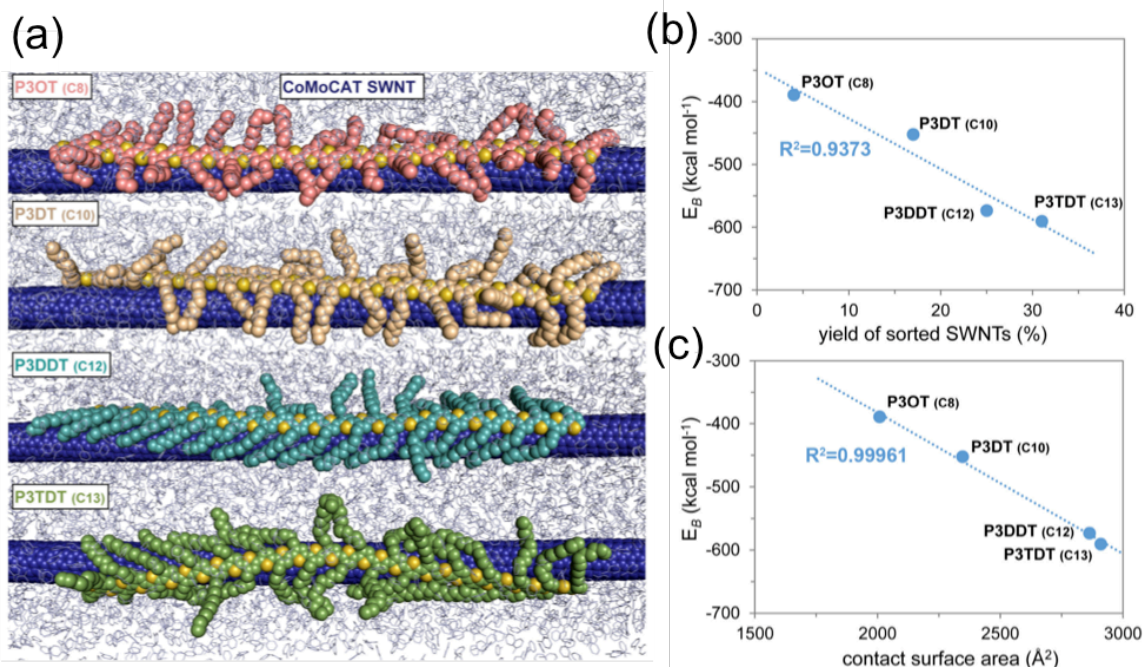 (a)
P3OT (C8)
CoMoCAT SWNT
P3DT (C10)
P3DDT (C12)
P3TDT (C13)
(b)
-300
-400
-500
-600
-700
E_B (kcal mol⁻¹)
P3OT (C8)
P3DT (C10)
R²=0.9373
P3DDT (C12)
P3TDT (C13)
0 10 20 30 40
yield of sorted SWNTs (%)
(c)
-300
-400
-500
-600
-700
E_B (kcal mol⁻¹)
P3OT (C8)
P3DT (C10)
R²=0.99961
P3DDT (C12)
P3TDT (C13)
1500 2000 2500 3000
contact surface area (Å²)